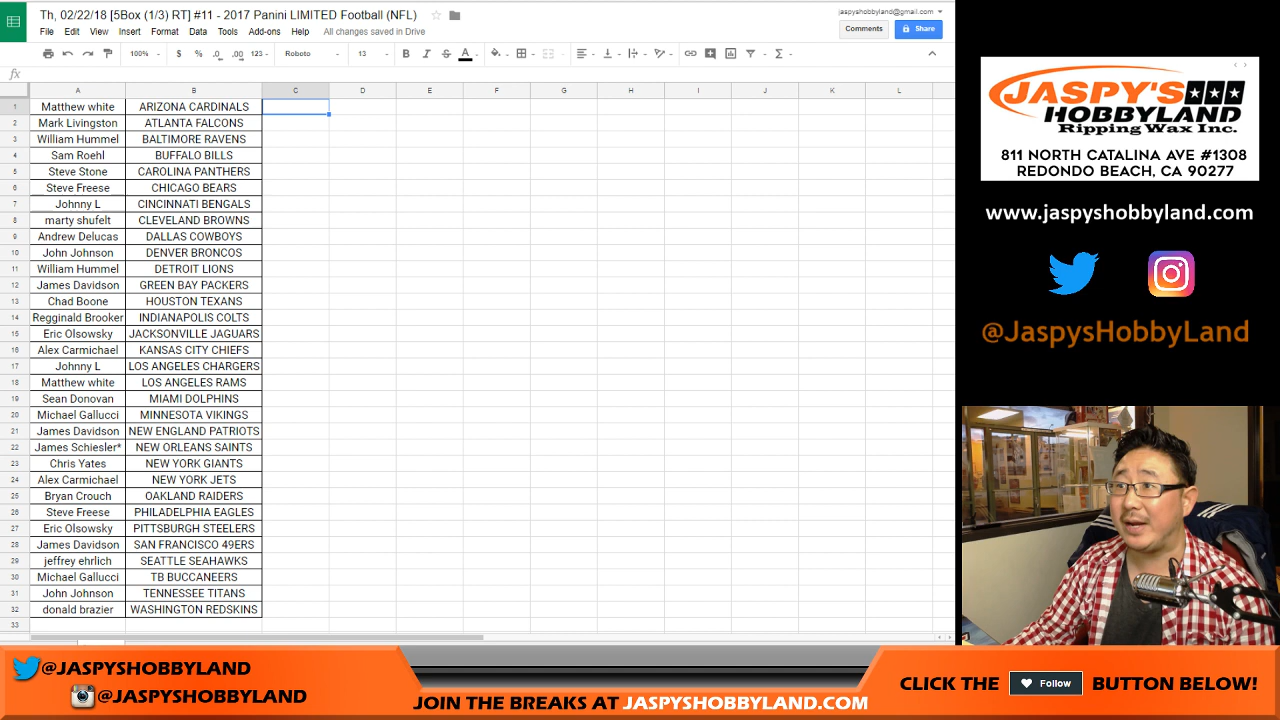 Th, 02/22/18 [5Box (1/3) RT] #11 - 2017 Panini LIMITED Football (NFL)
jaspyshobbyland@gmail.com
File Edit View Insert Format Data Tools Add-ons Help All changes saved in Drive
Comments
Share
100% $ % .0 .00 123 Roboto 13 B I S A
fx
A B C D E F G H I J K L
1 Matthew white ARIZONA CARDINALS
2 Mark Livingston ATLANTA FALCONS
3 William Hummel BALTIMORE RAVENS
4 Sam Roehl BUFFALO BILLS
5 Steve Stone CAROLINA PANTHERS
6 Steve Freese CHICAGO BEARS
7 Johnny L CINCINNATI BENGALS
8 marty shufelt CLEVELAND BROWNS
9 Andrew Delucas DALLAS COWBOYS
10 John Johnson DENVER BRONCOS
11 William Hummel DETROIT LIONS
12 James Davidson GREEN BAY PACKERS
13 Chad Boone HOUSTON TEXANS
14 Regginald Brooker INDIANAPOLIS COLTS
15 Eric Olsowsky JACKSONVILLE JAGUARS
16 Alex Carmichael KANSAS CITY CHIEFS
17 Johnny L LOS ANGELES CHARGERS
18 Matthew white LOS ANGELES RAMS
19 Sean Donovan MIAMI DOLPHINS
20 Michael Gallucci MINNESOTA VIKINGS
21 James Davidson NEW ENGLAND PATRIOTS
22 James Schiesler* NEW ORLEANS SAINTS
23 Chris Yates NEW YORK GIANTS
24 Alex Carmichael NEW YORK JETS
25 Bryan Crouch OAKLAND RAIDERS
26 Steve Freese PHILADELPHIA EAGLES
27 Eric Olsowsky PITTSBURGH STEELERS
28 James Davidson SAN FRANCISCO 49ERS
29 jeffrey ehrlich SEATTLE SEAHAWKS
30 Michael Gallucci TB BUCCANEERS
31 John Johnson TENNESSEE TITANS
32 donald brazier WASHINGTON REDSKINS
33
JASPY'S
HOBBYLAND
Ripping Wax Inc.
811 NORTH CATALINA AVE #1308
REDONDO BEACH, CA 90277
www.jaspyshobbyland.com
@JaspysHobbyLand
@JASPYSHOBBYLAND
@JASPYSHOBBYLAND
JOIN THE BREAKS AT JASPYSHOBBYLAND.COM
CLICK THE Follow BUTTON BELOW!